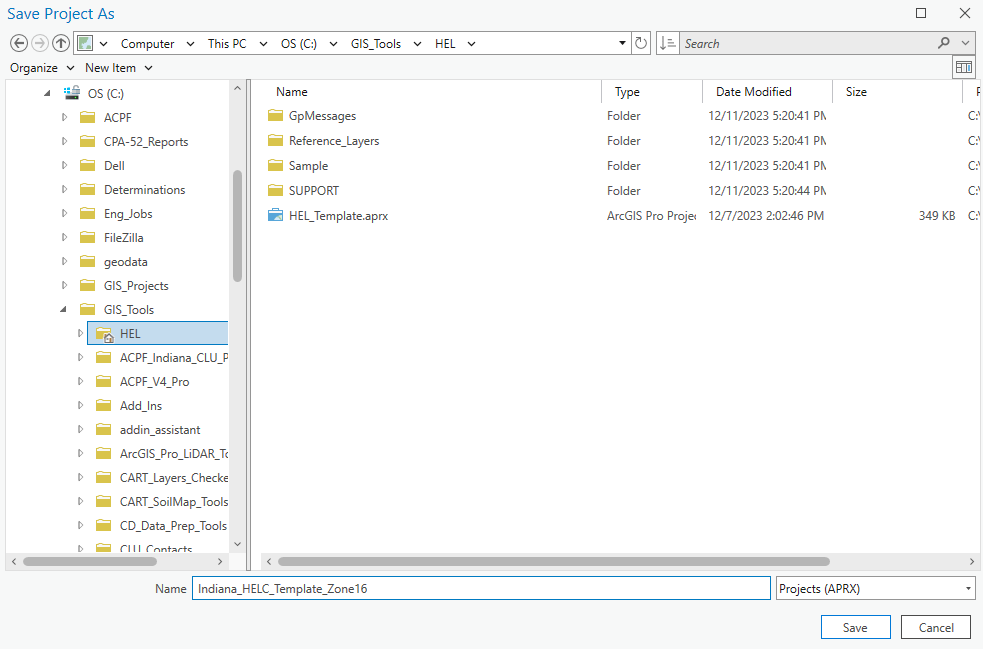 Save Project As
Computer This PC OS (C:) GIS_Tools HEL Search
Organize New Item
OS (C:)
ACPF
CPA-52_Reports
Dell
Determinations
Eng_Jobs
FileZilla
geodata
GIS_Projects
GIS_Tools
HEL
ACPF_Indiana_CLU_P
ACPF_V4_Pro
Add_Ins
addin_assistant
ArcGIS_Pro_LiDAR_To
CART_Layers_Checke
CART_SoilMap_Tools
CD_Data_Prep_Tools
CLU_Contacts
Name Type Date Modified Size
GpMessages Folder 12/11/2023 5:20:41 PM C:\
Reference_Layers Folder 12/11/2023 5:20:41 PM C:\
Sample Folder 12/11/2023 5:20:41 PM C:\
SUPPORT Folder 12/11/2023 5:20:44 PM C:\
HEL_Template.aprx ArcGIS Pro Projec 12/7/2023 2:02:46 PM 349 KB C:\
Name Indiana_HELC_Template_Zone16 Projects (APRX)
Save Cancel